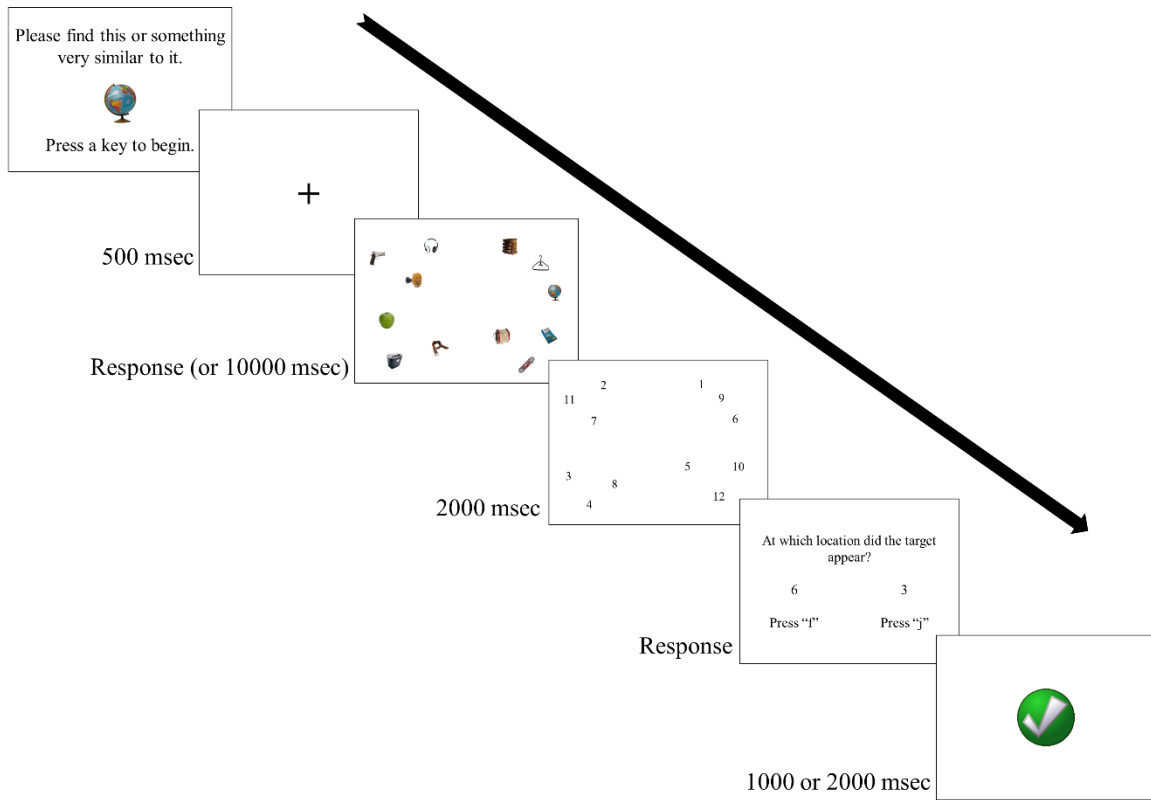 Please find this or something
very similar to it.
Press a key to begin.
+
500 msec
Response (or 10000 msec)
2
1
11
9
7
6
3
5
10
8
4
12
2000 msec
At which location did the target
appear?
6 3
Press “f” Press “j”
Response
1000 or 2000 msec